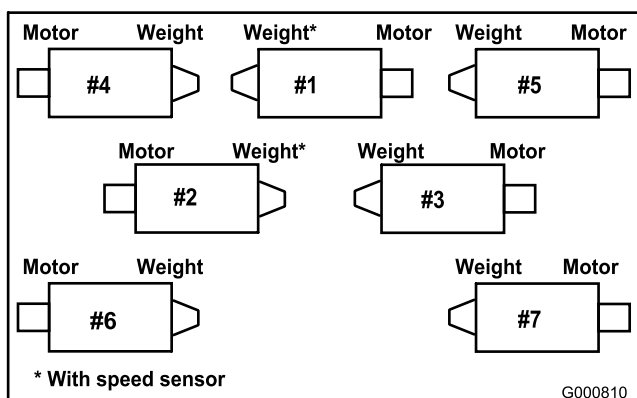 Motor Weight Weight* Motor Weight Motor
#4 #1 #5
Motor Weight* Weight Motor
#2 #3
Motor Weight Weight Motor
#6 #7
* With speed sensor
G000810